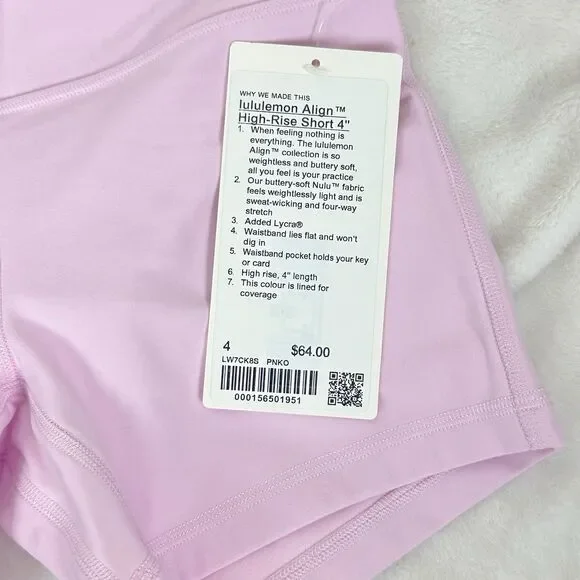 WHY WE MADE THIS
lululemon Align™
High-Rise Short 4"
1. When feeling nothing is
everything. The lululemon
Align™ collection is so
weightless and buttery soft,
all you feel is your practice
2. Our buttery-soft Nulu™ fabric
feels weightlessly light and is
sweat-wicking and four-way
stretch
3. Added Lycra®
4. Waistband lies flat and won't
dig in
5. Waistband pocket holds your key
or card
6. High rise, 4" length
7. This colour is lined for
coverage
4 $64.00
LW7CK8S PNKO
000156501951